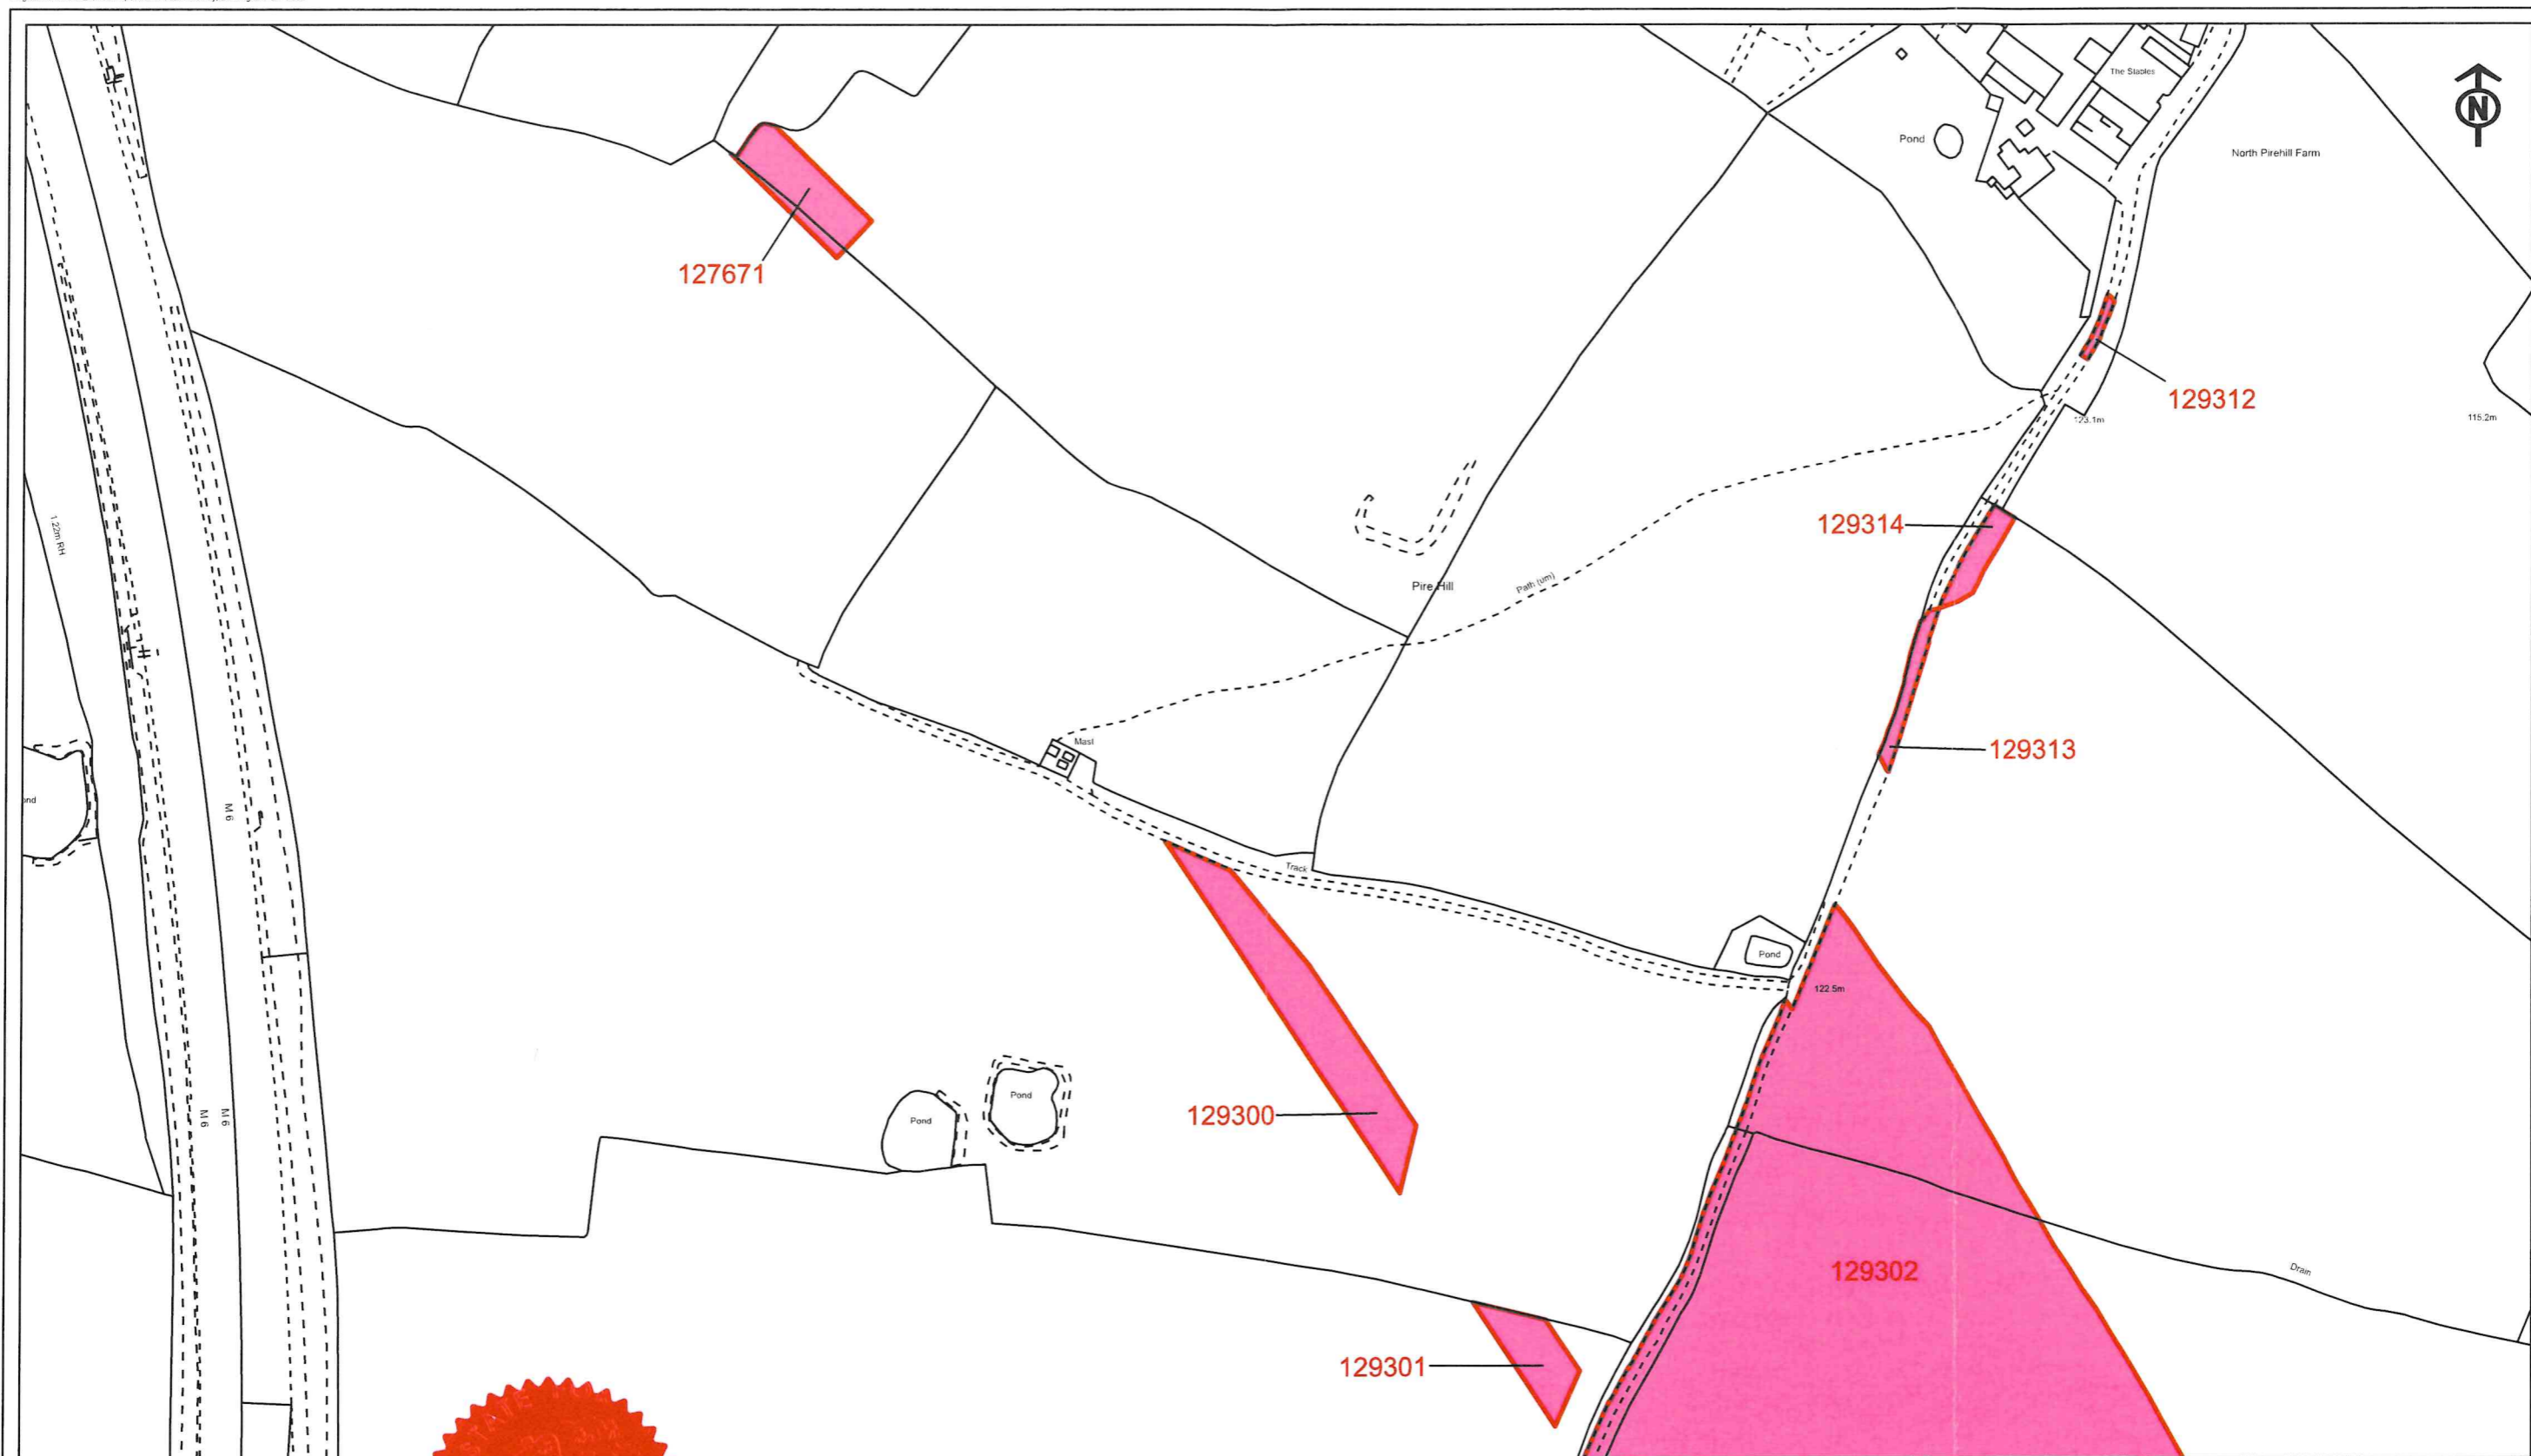 The Stables
N
Pond
North Pirehill Farm
127671
129312
123.1m
115.2m
1.22m RH
129314
Path (um)
Pire Hill
Mast
129313
M 6
Track
Pond
122.5m
Pond
Pond
129300
M 6
M 6
129302
Drain
129301
STATE